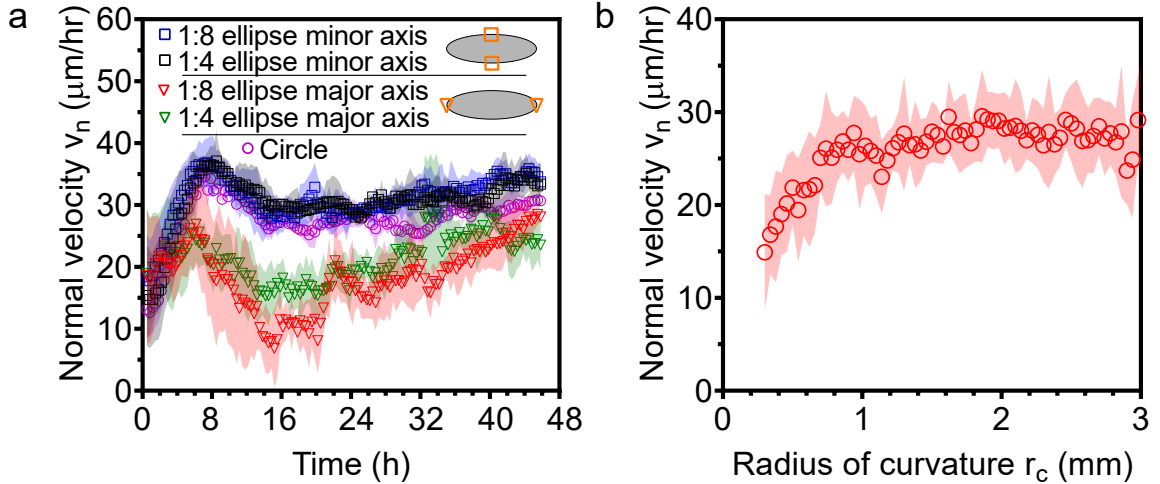 a
Normal velocity vₙ (μm/hr)
60
50
40
30
20
10
0
1:8 ellipse minor axis
1:4 ellipse minor axis
1:8 ellipse major axis
1:4 ellipse major axis
Circle
0 8 16 24 32 40 48
Time (h)
b
Normal velocity vₙ (μm/hr)
40
30
20
10
0
0 1 2 3
Radius of curvature r_c (mm)